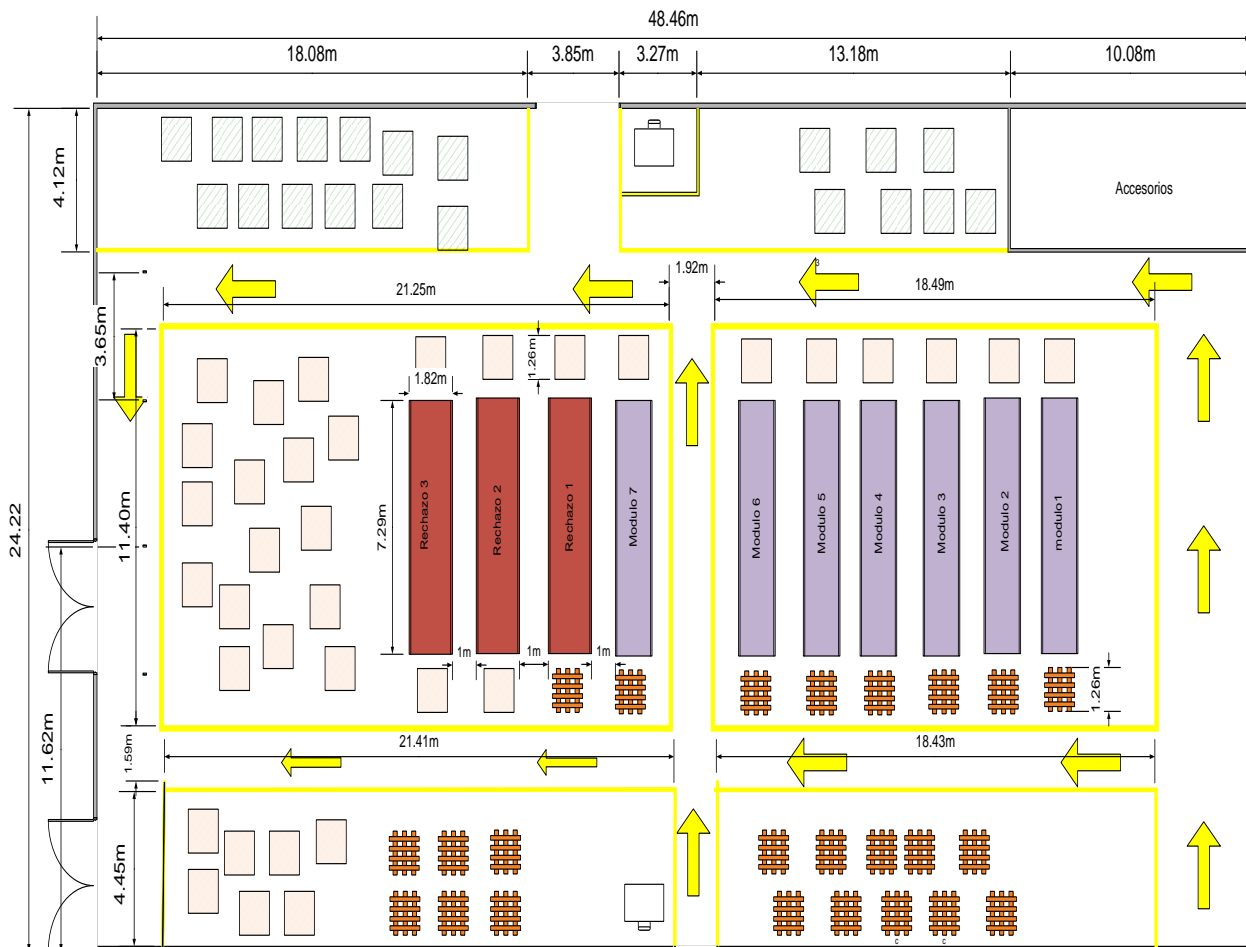 48.46m
18.08m
3.85m
3.27m
13.18m
10.08m
4.12m
Accesorios
3
1.92m
21.25m
18.49m
3.65m
1.26m
1.82m
24.22
11.40m
7.29m
Rechazo 3
Rechazo 2
Rechazo 1
Modulo 7
Modulo 6
Modulo 5
Modulo 4
Modulo 3
Modulo 2
modulo1
1m
1m
1m
1.26m
11.62m
1.59m
21.41m
18.43m
4.45m
c
c